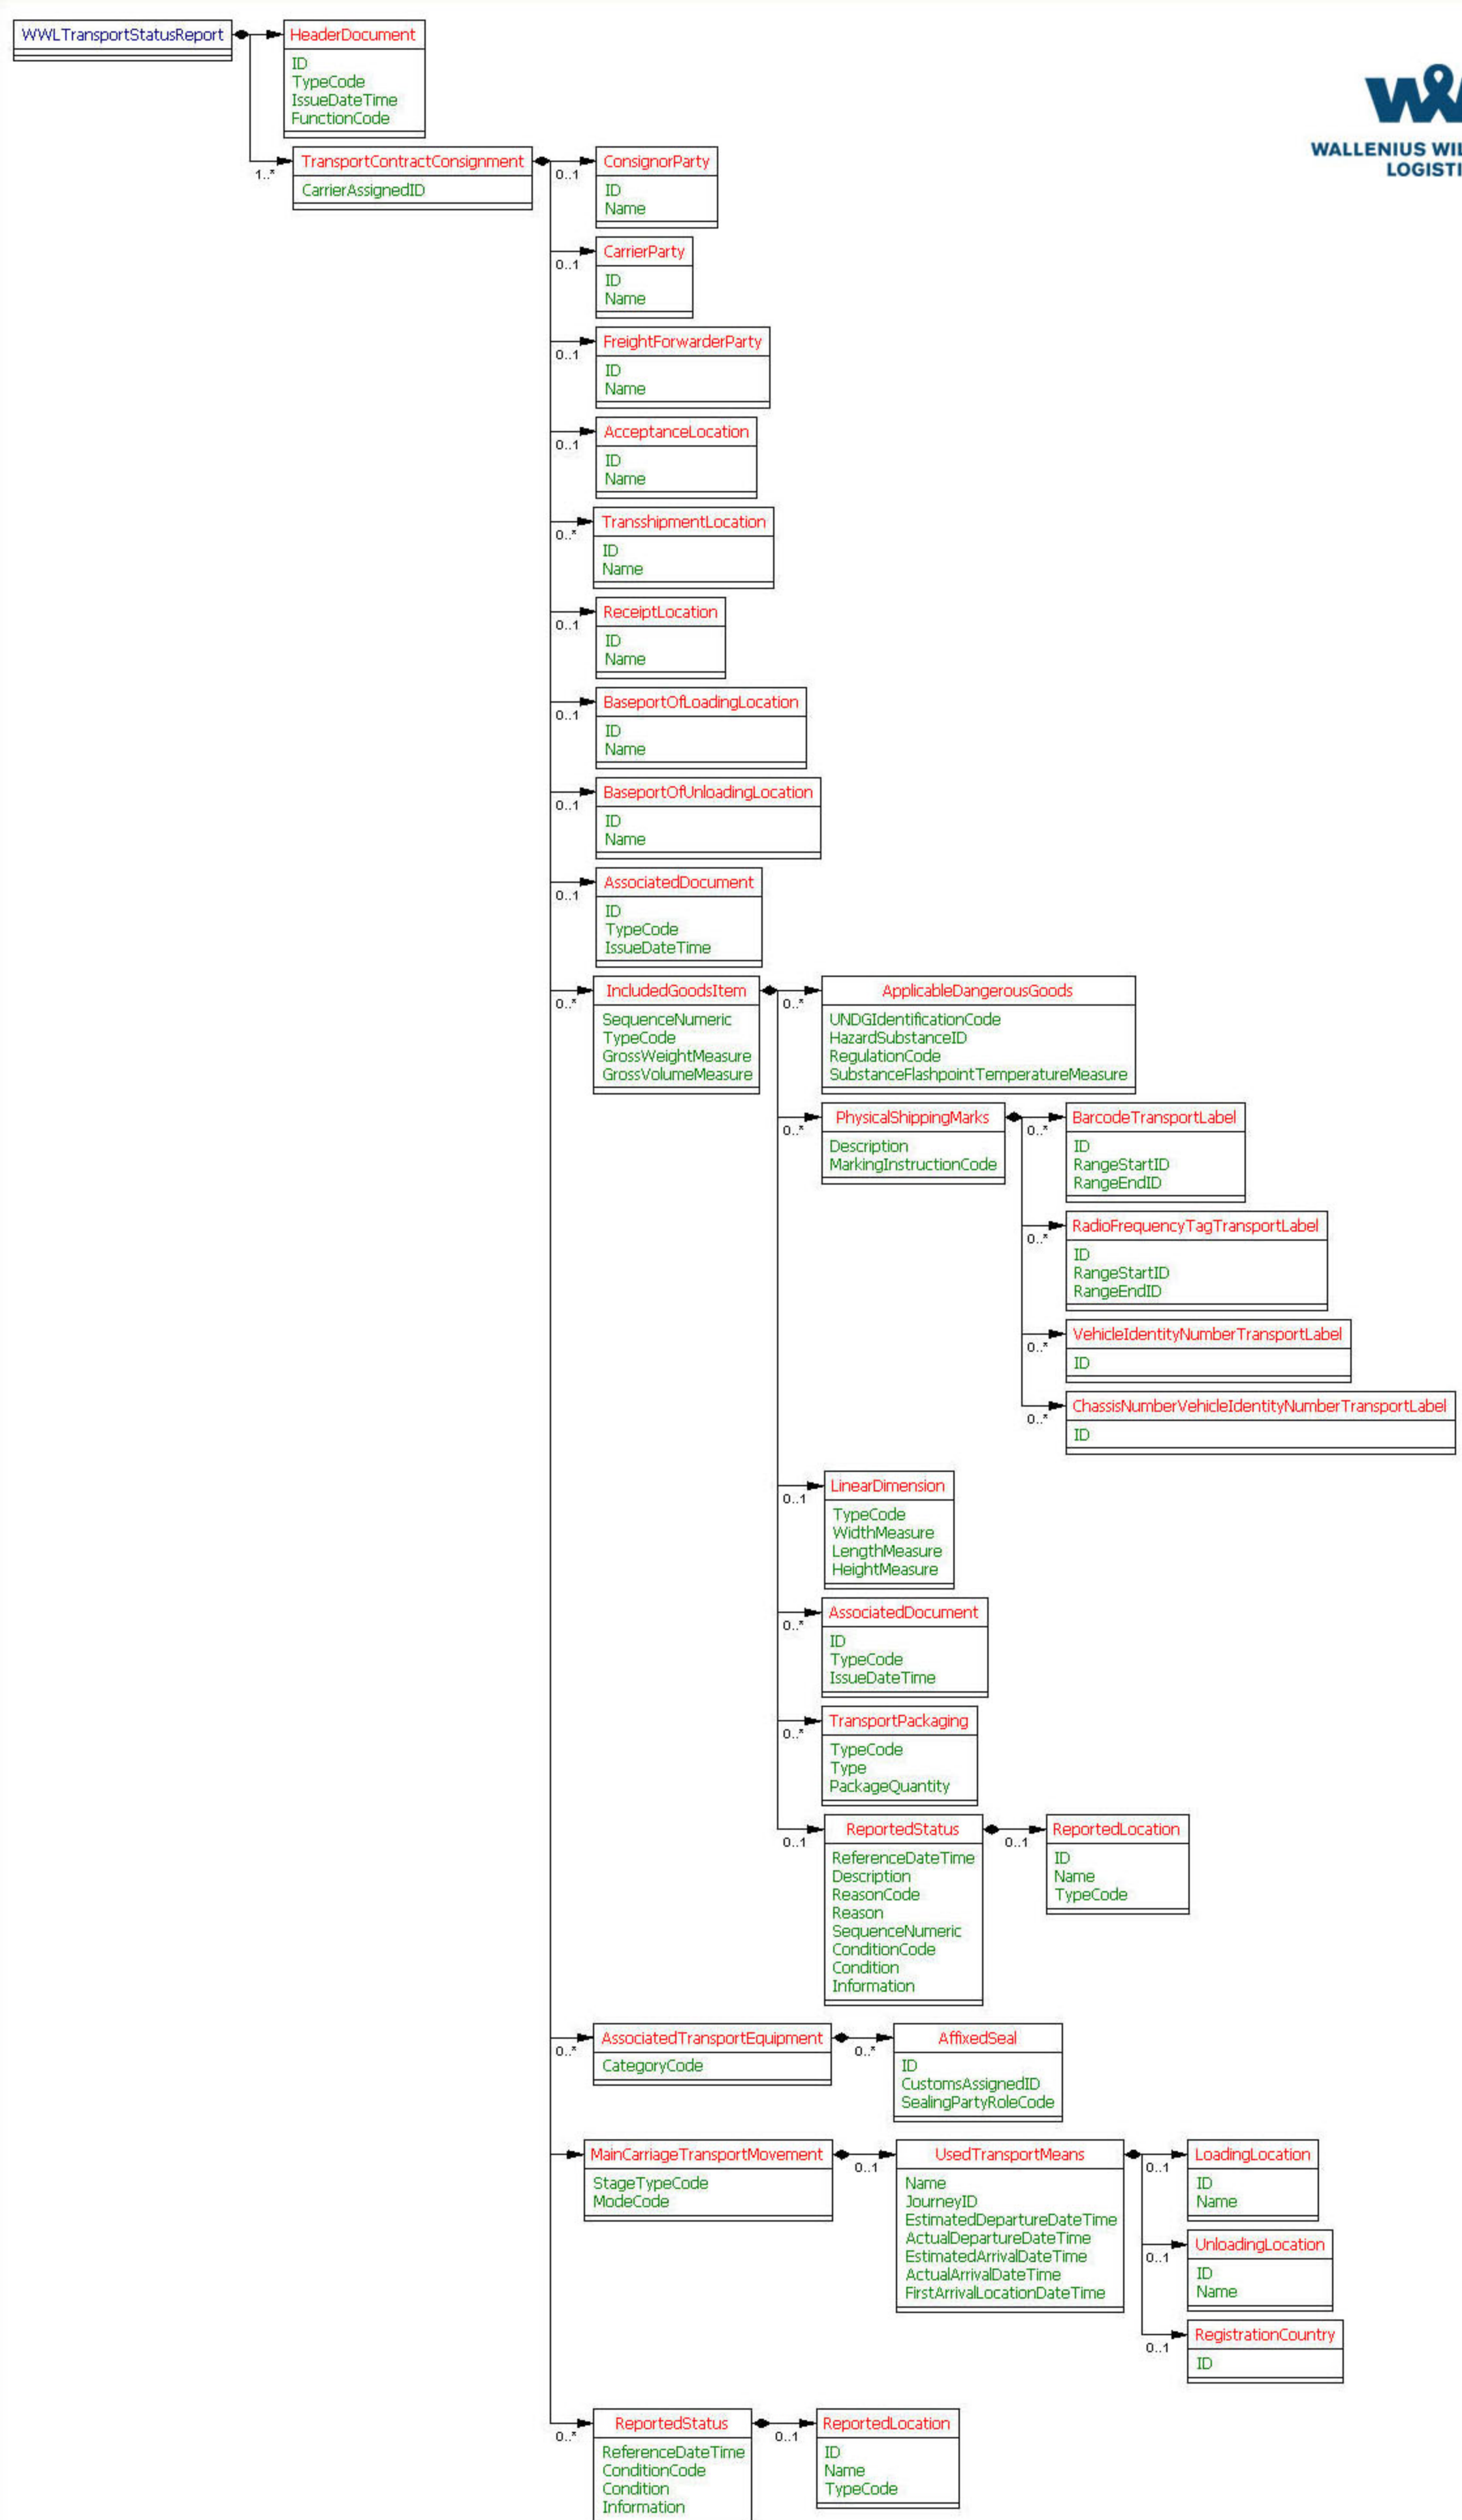 WWLTransportStatusReport
HeaderDocument
ID
TypeCode
IssueDateTime
FunctionCode
WALLENIUS WIL
LOGISTI
1..*
TransportContractConsignment
CarrierAssignedID
0..1
ConsignorParty
ID
Name
0..1
CarrierParty
ID
Name
0..1
FreightForwarderParty
ID
Name
0..1
AcceptanceLocation
ID
Name
0..*
TransshipmentLocation
ID
Name
0..1
ReceiptLocation
ID
Name
0..1
BaseportOfLoadingLocation
ID
Name
0..1
BaseportOfUnloadingLocation
ID
Name
0..1
AssociatedDocument
ID
TypeCode
IssueDateTime
0..*
IncludedGoodsItem
SequenceNumeric
TypeCode
GrossWeightMeasure
GrossVolumeMeasure
0..*
ApplicableDangerousGoods
UNDGIdentificationCode
HazardSubstanceID
RegulationCode
SubstanceFlashpointTemperatureMeasure
0..*
PhysicalShippingMarks
Description
MarkingInstructionCode
0..*
BarcodeTransportLabel
ID
RangeStartID
RangeEndID
0..*
RadioFrequencyTagTransportLabel
ID
RangeStartID
RangeEndID
0..*
VehicleIdentityNumberTransportLabel
ID
0..*
ChassisNumberVehicleIdentityNumberTransportLabel
ID
0..1
LinearDimension
TypeCode
WidthMeasure
LengthMeasure
HeightMeasure
0..*
AssociatedDocument
ID
TypeCode
IssueDateTime
0..*
TransportPackaging
TypeCode
Type
PackageQuantity
0..1
ReportedStatus
ReferenceDateTime
Description
ReasonCode
Reason
SequenceNumeric
ConditionCode
Condition
Information
0..1
ReportedLocation
ID
Name
TypeCode
0..*
AssociatedTransportEquipment
CategoryCode
0..*
AffixedSeal
ID
CustomsAssignedID
SealingPartyRoleCode
MainCarriageTransportMovement
StageTypeCode
ModeCode
0..1
UsedTransportMeans
Name
JourneyID
EstimatedDepartureDateTime
ActualDepartureDateTime
EstimatedArrivalDateTime
ActualArrivalDateTime
FirstArrivalLocationDateTime
0..1
LoadingLocation
ID
Name
0..1
UnloadingLocation
ID
Name
0..1
RegistrationCountry
ID
0..*
ReportedStatus
ReferenceDateTime
ConditionCode
Condition
Information
0..1
ReportedLocation
ID
Name
TypeCode